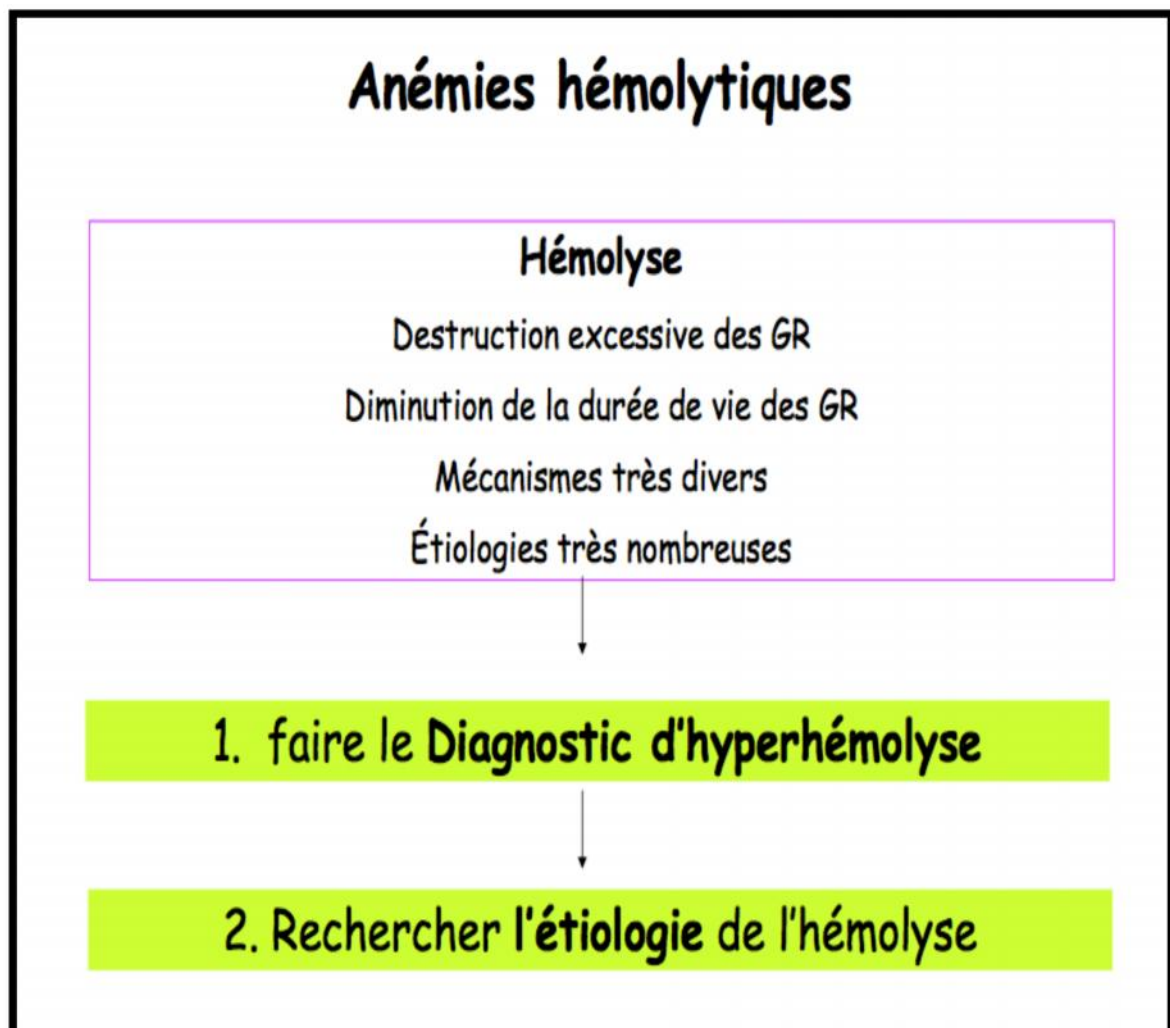 Anémies hémolytiques
Hémolyse
Destruction excessive des GR
Diminution de la durée de vie des GR
Mécanismes très divers
Étiologies très nombreuses
1. faire le Diagnostic d'hyperhémolyse
2. Rechercher l'étiologie de l'hémolyse